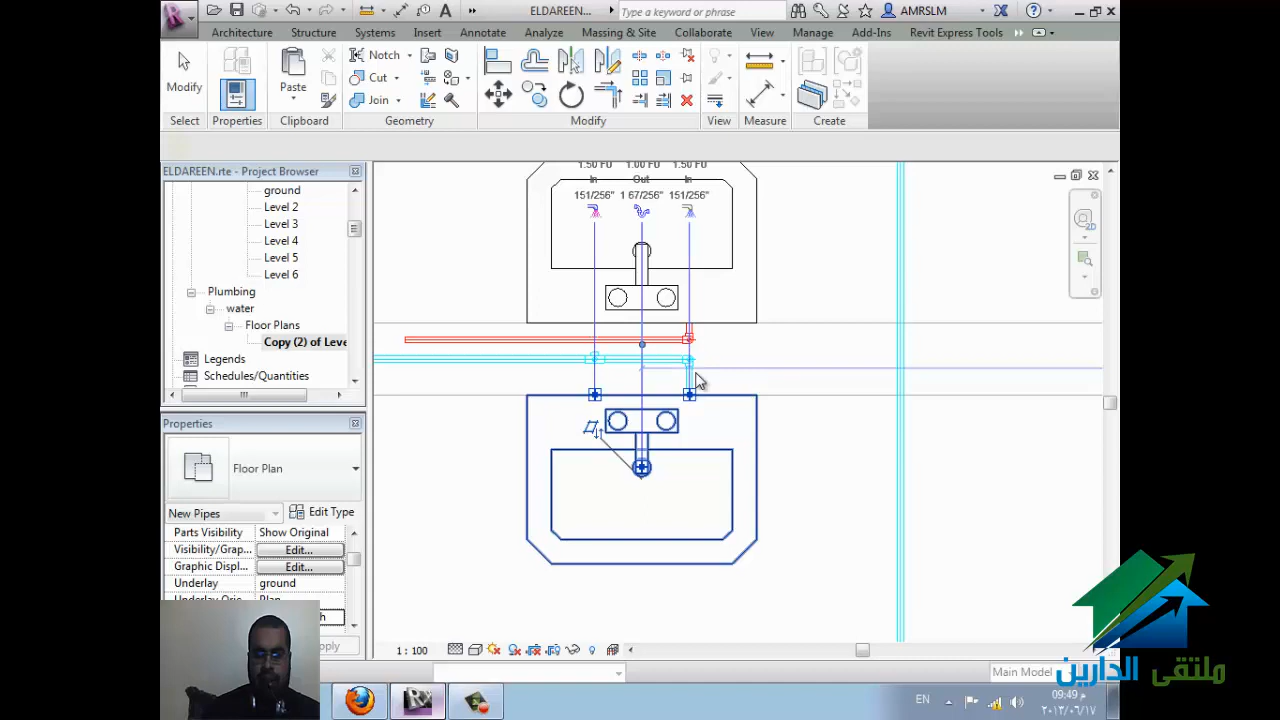 ELDAREEN...
Type a keyword or phrase
AMRSLM
Architecture
Structure
Systems
Insert
Annotate
Analyze
Massing & Site
Collaborate
View
Manage
Add-Ins
Revit Express Tools
Modify
Paste
Notch
Cut
Join
Select
Properties
Clipboard
Geometry
Modify
View
Measure
Create
ELDAREEN.rte - Project Browser
ground
Level 2
Level 3
Level 4
Level 5
Level 6
Plumbing
water
Floor Plans
Copy (2) of Leve
Legends
Schedules/Quantities
Properties
Floor Plan
New Pipes
Edit Type
Parts Visibility Show Original
Visibility/Grap... Edit...
Graphic Displ... Edit...
Underlay ground
1.50 FU 1.00 FU 1.50 FU
In Out In
151/256" 1 67/256" 151/256"
2D
1 : 100
Main Model
EN
م 09:49
٢٠١٣/٠٦/١٧
ملتقى الدارين